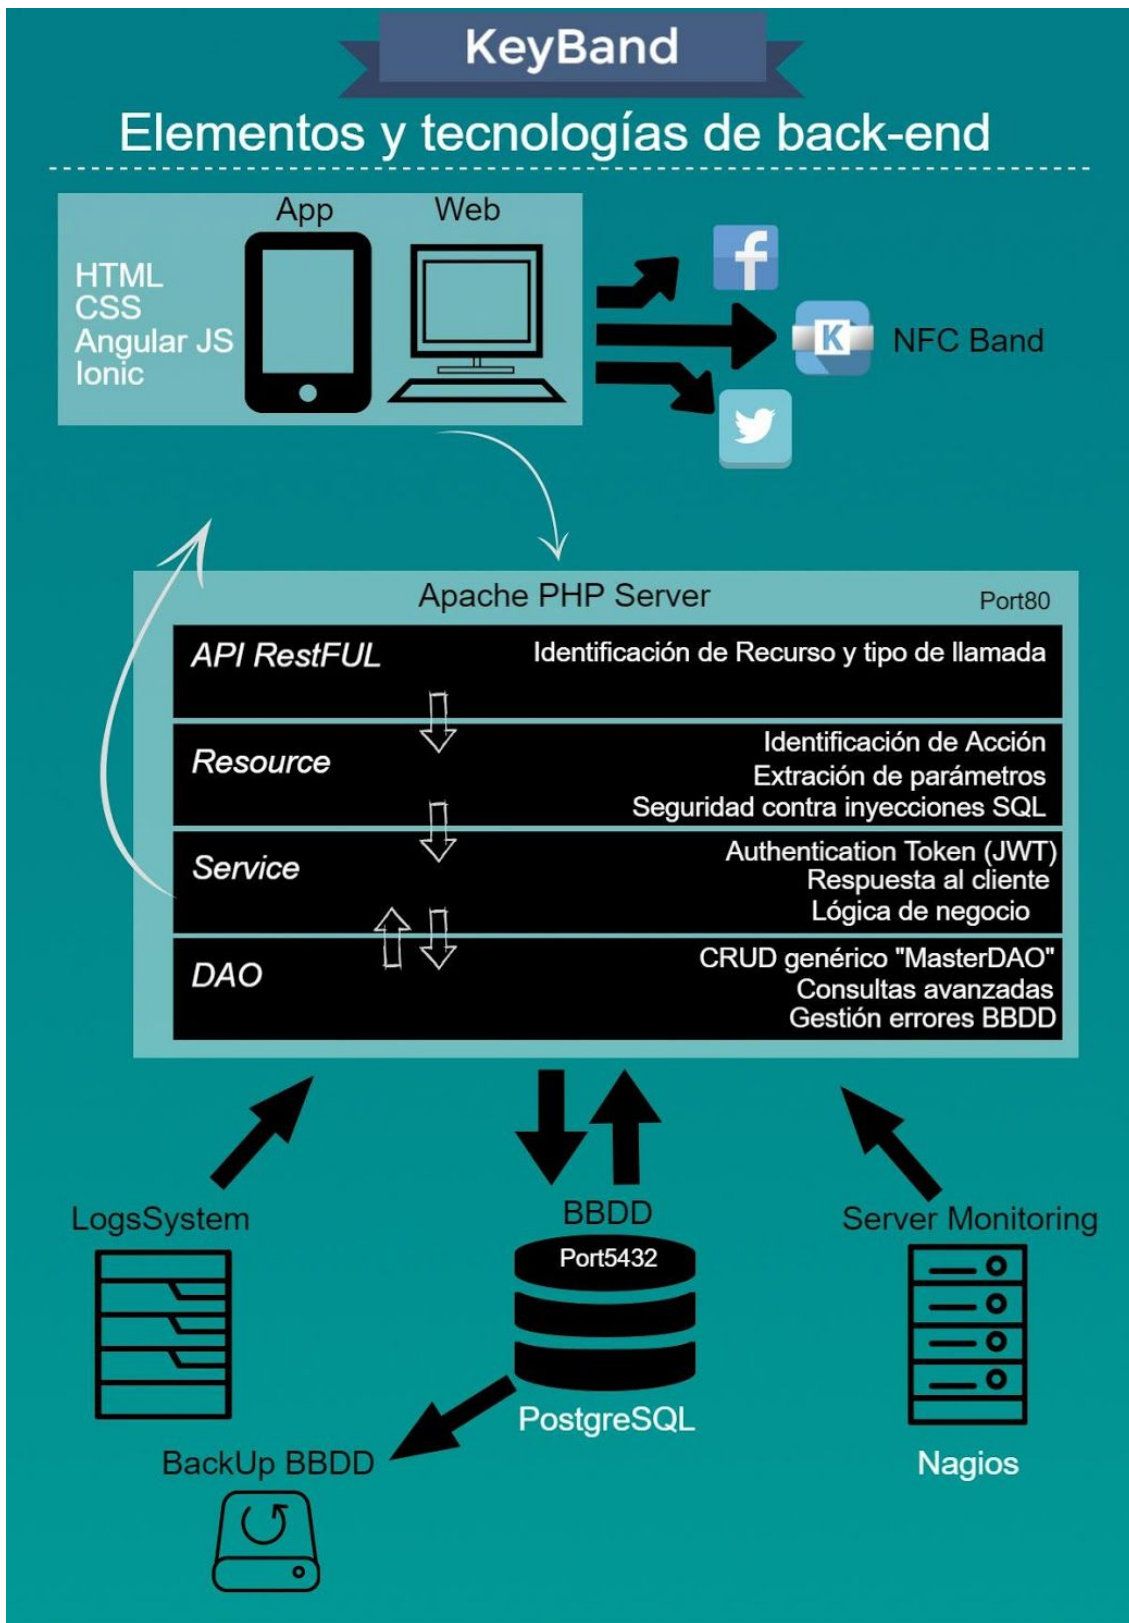 KeyBand
Elementos y tecnologías de back-end
App
Web
HTML
CSS
Angular JS
Ionic
f
K
NFC Band
Apache PHP Server
Port80
API RestFUL
Identificación de Recurso y tipo de llamada
Resource
Identificación de Acción
Extración de parámetros
Seguridad contra inyecciones SQL
Service
Authentication Token (JWT)
Respuesta al cliente
Lógica de negocio
DAO
CRUD genérico "MasterDAO"
Consultas avanzadas
Gestión errores BBDD
LogsSystem
BBDD
Server Monitoring
Port5432
PostgreSQL
BackUp BBDD
Nagios